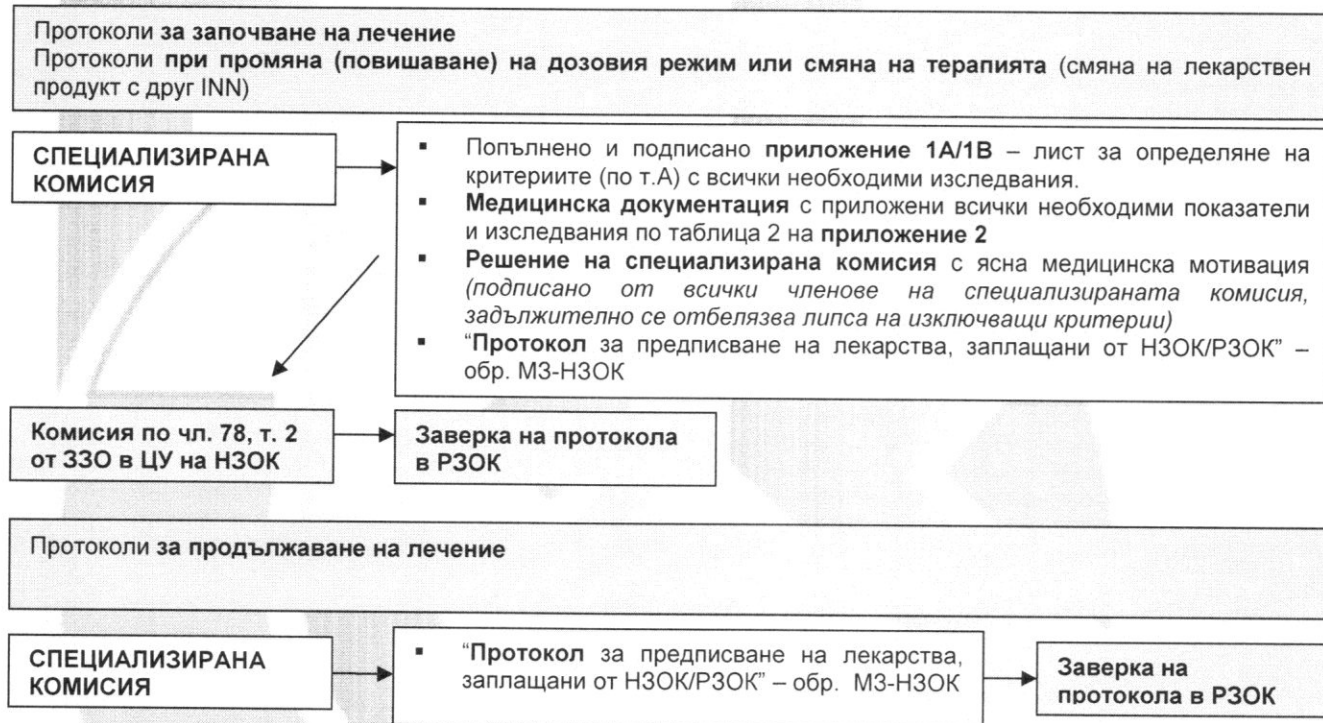 Протоколи за започване на лечение
Протоколи при промяна (повишаване) на дозовия режим или смяна на терапията (смяна на лекарствен
продукт с друг INN)
СПЕЦИАЛИЗИРАНА
КОМИСИЯ
▪ Попълнено и подписано приложение 1А/1В – лист за определяне на
критериите (по т.А) с всички необходими изследвания.
▪ Медицинска документация с приложени всички необходими показатели
и изследвания по таблица 2 на приложение 2
▪ Решение на специализирана комисия с ясна медицинска мотивация
(подписано от всички членове на специализираната комисия,
задължително се отбелязва липса на изключващи критерии)
▪ “Протокол за предписване на лекарства, заплащани от НЗОК/РЗОК” –
обр. МЗ-НЗОК
Комисия по чл. 78, т. 2
от ЗЗО в ЦУ на НЗОК
Заверка на протокола
в РЗОК
Протоколи за продължаване на лечение
СПЕЦИАЛИЗИРАНА
КОМИСИЯ
▪ “Протокол за предписване на лекарства,
заплащани от НЗОК/РЗОК” – обр. МЗ-НЗОК
Заверка на
протокола в РЗОК